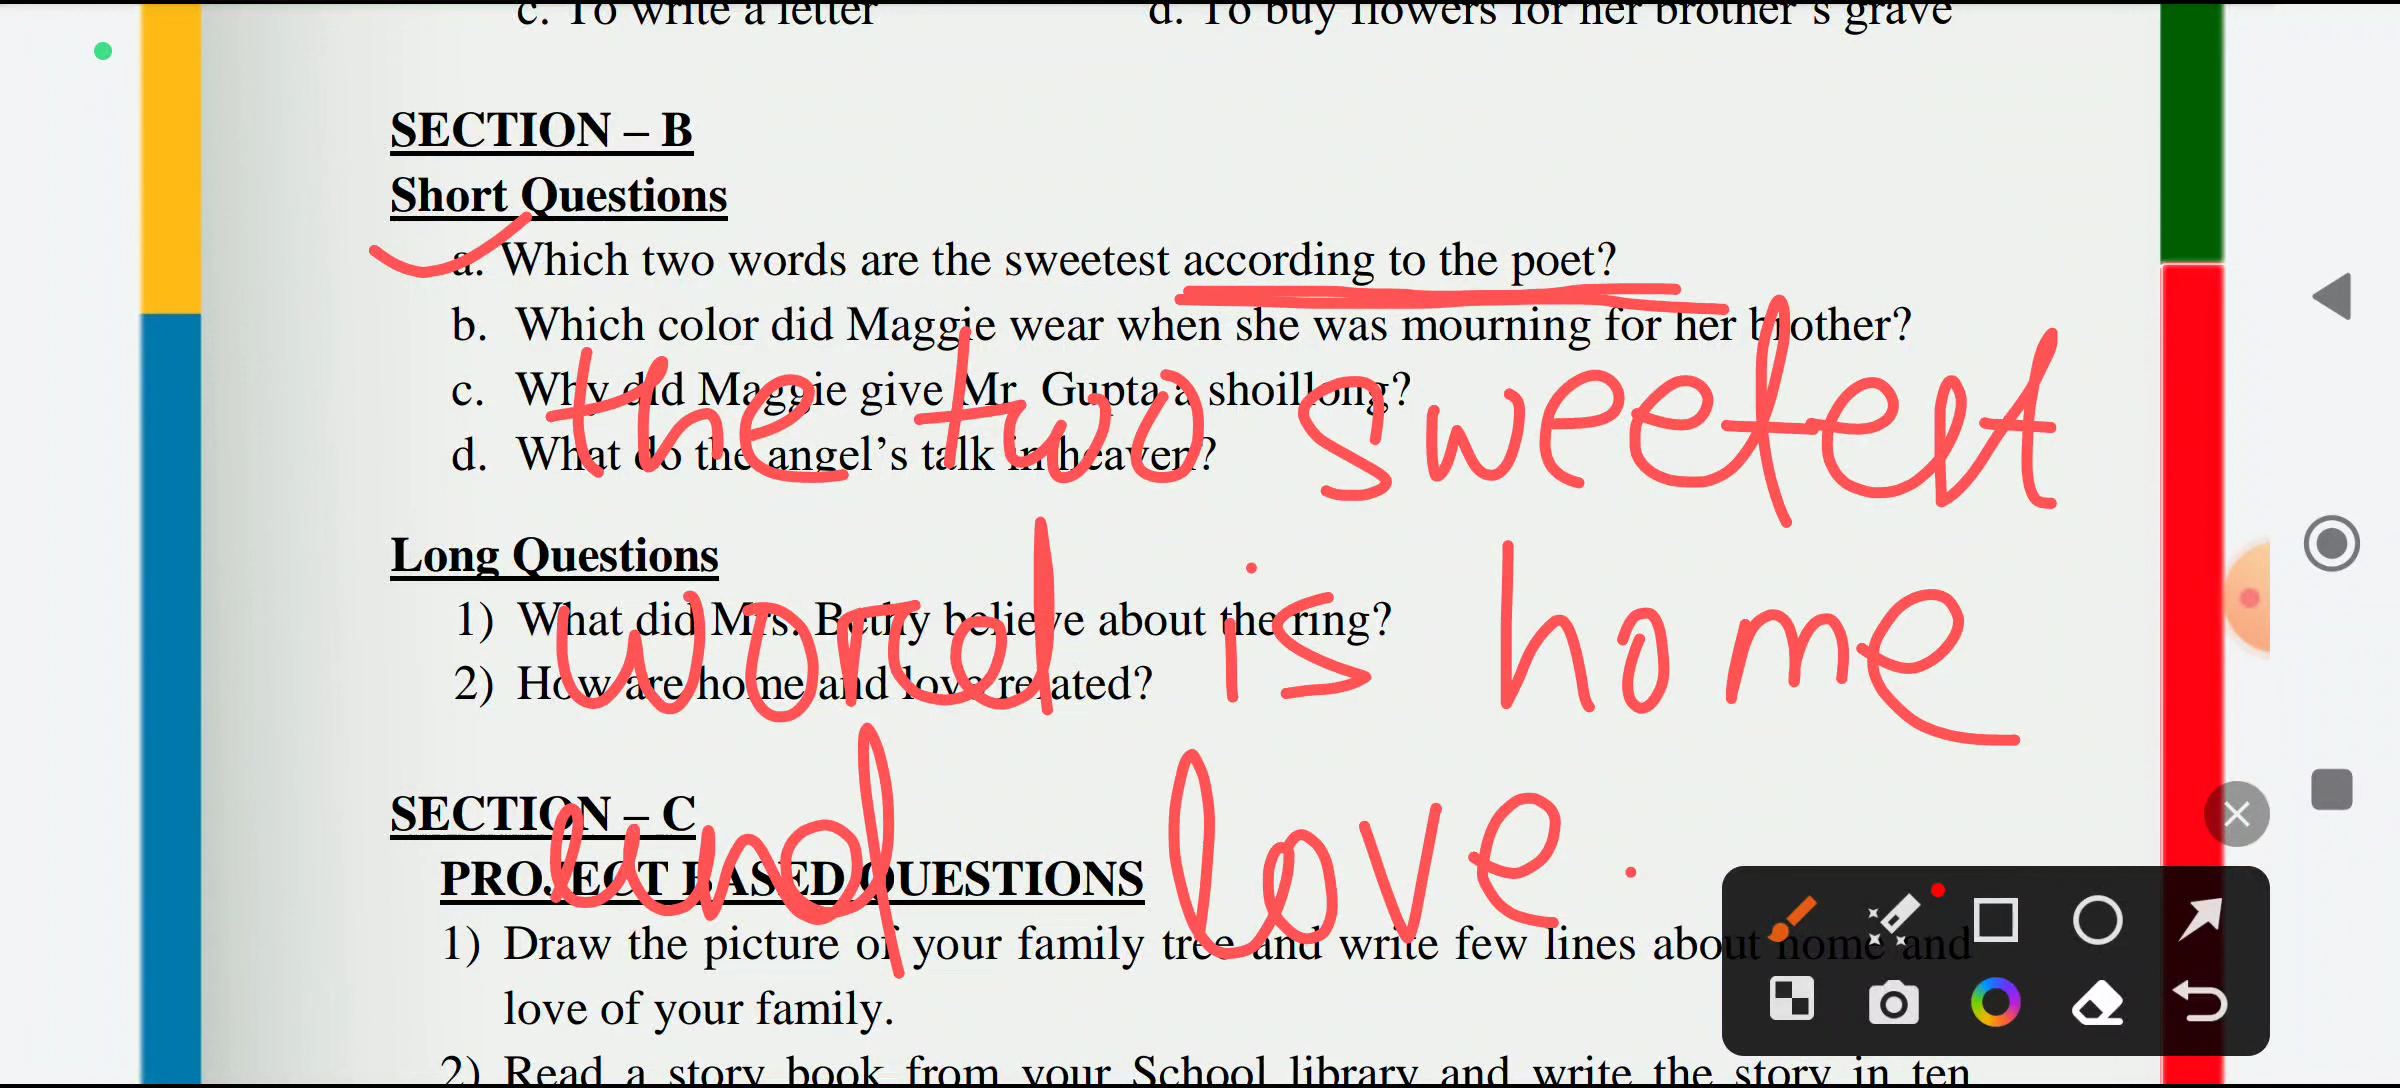 c. To write a letter d. To buy flowers for her brother's grave
SECTION – B
Short Questions
a. Which two words are the sweetest according to the poet?
b. Which color did Maggie wear when she was mourning for her brother?
c. Why did Maggie give Mr. Gupta a shoillong?
d. What do the angel's talk in heaven?
the two sweetest
Long Questions
1) What did Mrs. Bethy believe about the ring?
2) How are home and love related?
word is home
SECTION – C
and love.
PROJECT BASED QUESTIONS
1) Draw the picture of your family tree and write few lines about home and
love of your family.
2) Read a story book from your School library and write the story in ten